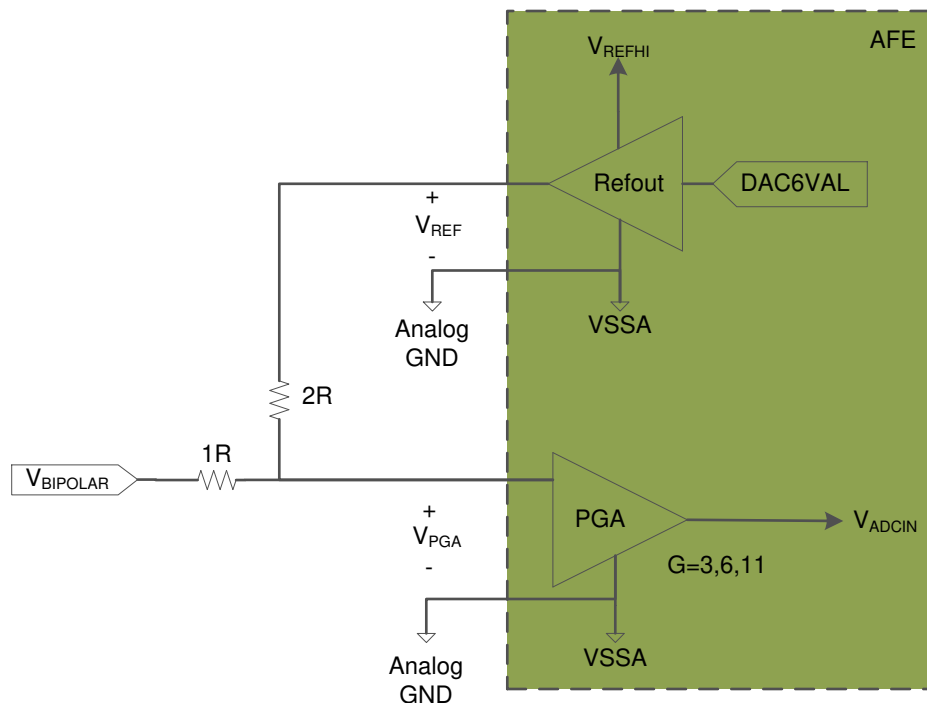 AFE
VREFHI
Refout
DAC6VAL
+
VREF
-
Analog
GND
VSSA
2R
1R
VBIPOLAR
+
VPGA
-
PGA
VADCIN
G=3,6,11
Analog
GND
VSSA